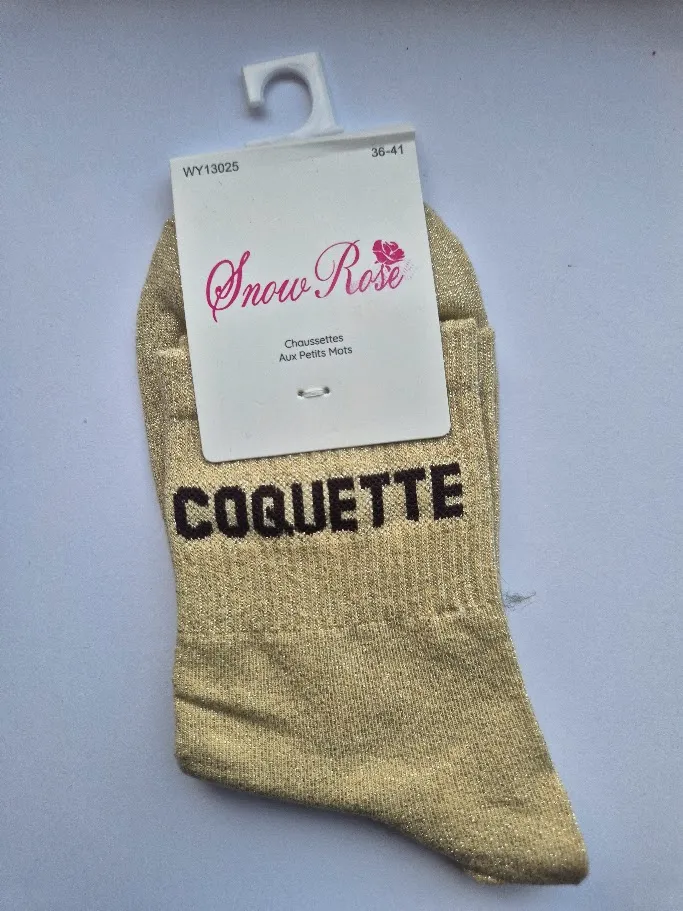 WY13025
36-41
Snow Rose
Chaussettes
Aux Petits Mots
COQUETTE